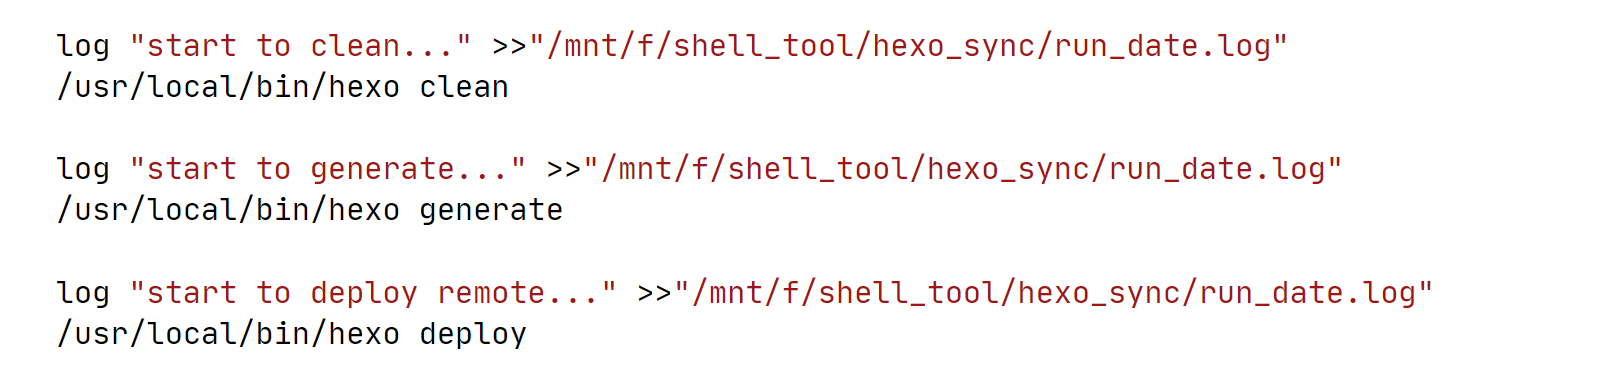 log "start to clean..." >>"/mnt/f/shell_tool/hexo_sync/run_date.log"
/usr/local/bin/hexo clean
log "start to generate..." >>"/mnt/f/shell_tool/hexo_sync/run_date.log"
/usr/local/bin/hexo generate
log "start to deploy remote..." >>"/mnt/f/shell_tool/hexo_sync/run_date.log"
/usr/local/bin/hexo deploy